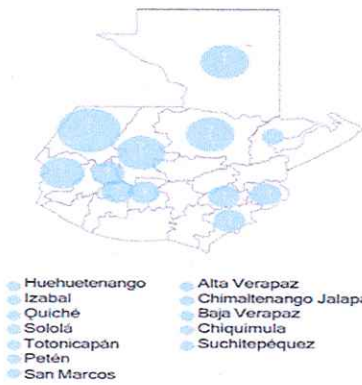 Huehuetenango
Izabal
Quiché
Sololá
Totonicapán
Petén
San Marcos
Alta Verapaz
Chimaltenango Jalapa
Baja Verapaz
Chiquimula
Suchitepéquez